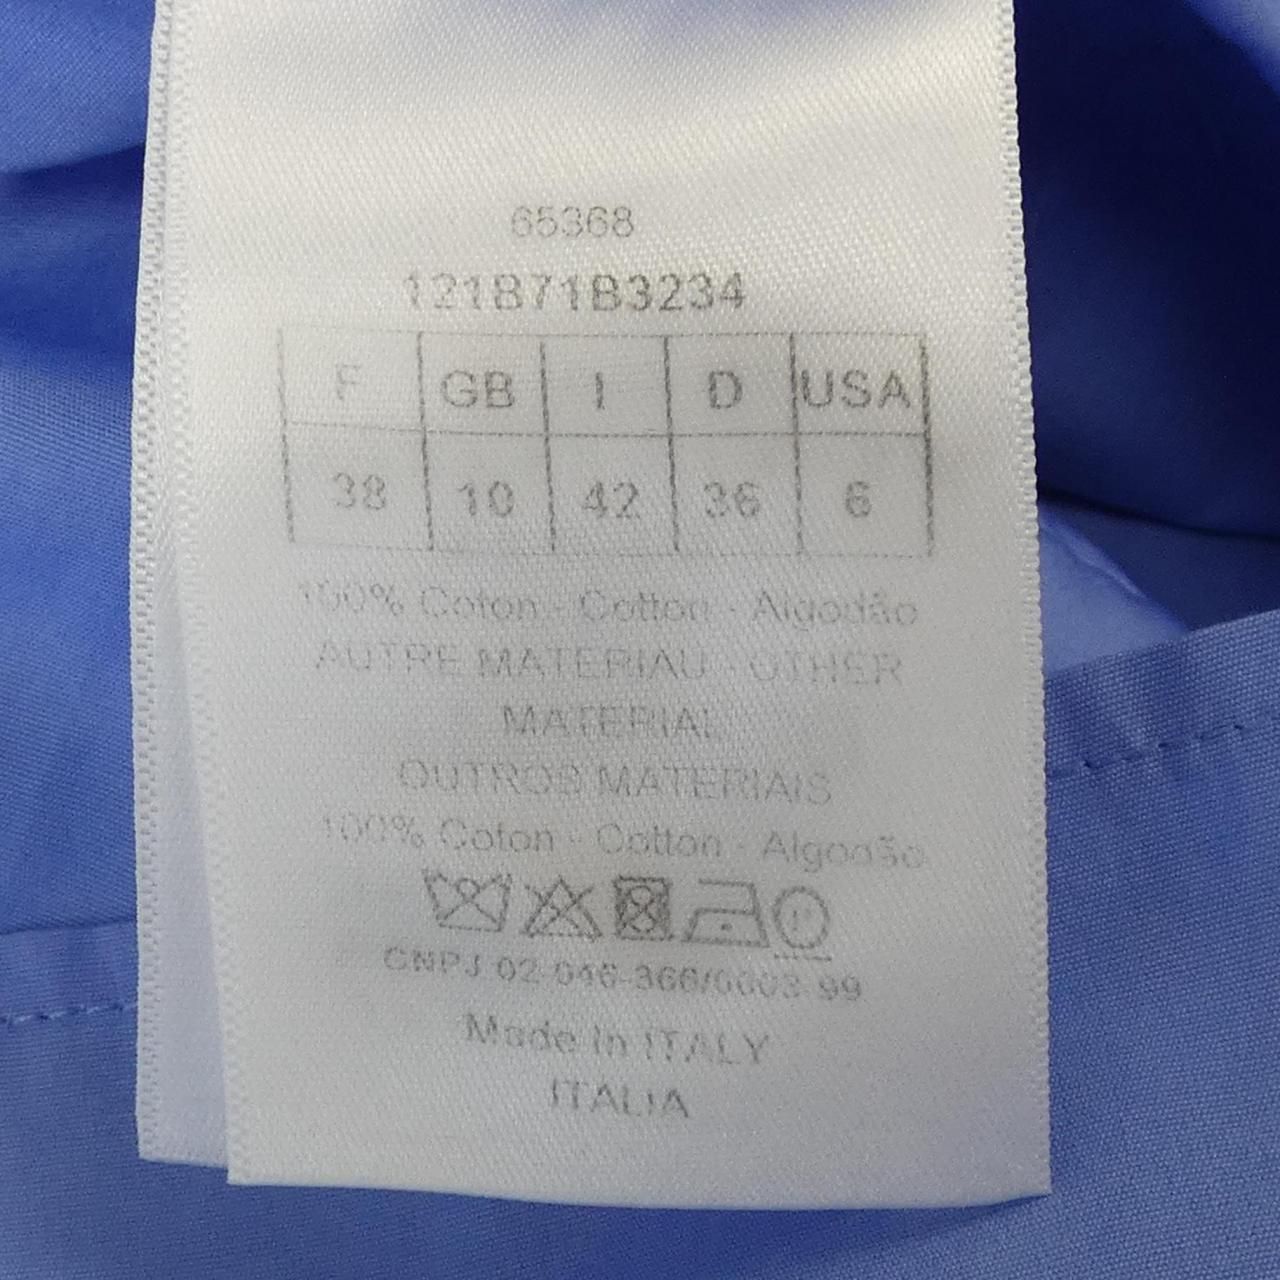 65368
121B71B3234
F GB I D USA
38 10 42 36 6
100% Coton - Cotton - Algodão
AUTRE MATERIAU - OTHER
MATERIAL
OUTROS MATERIAIS
100% Coton - Cotton - Algodão
CNPJ 02-046-366/0003-99
Made in ITALY
ITALIA